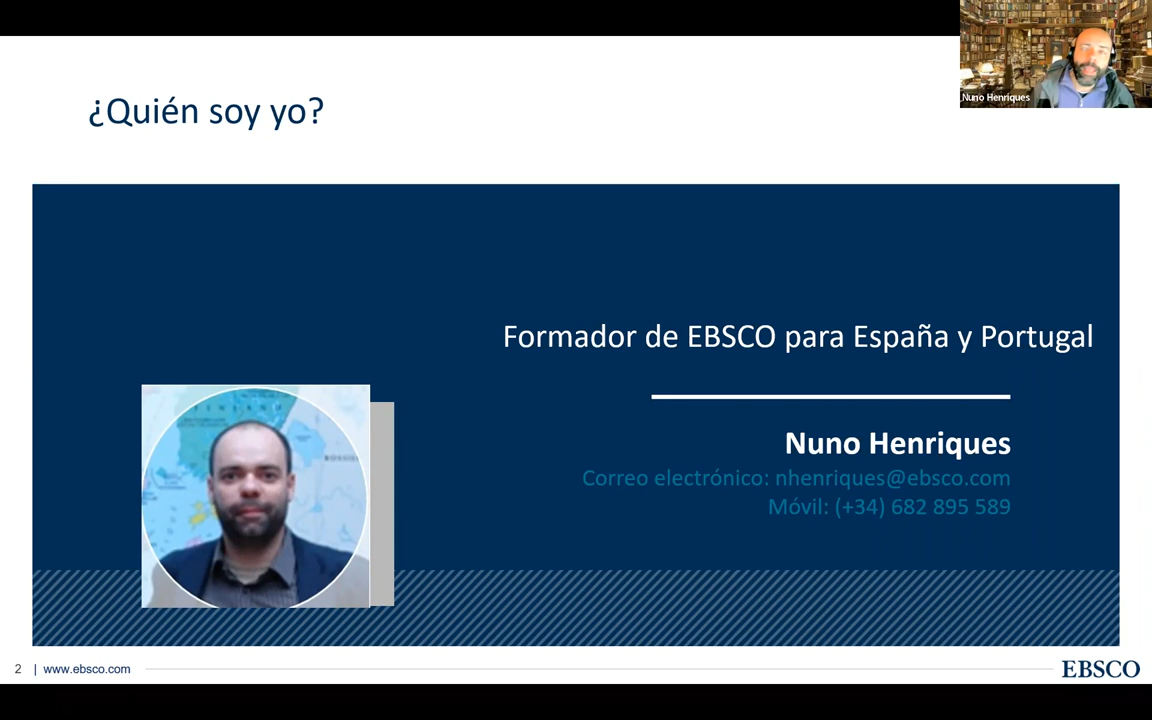 Nuno Henriques
¿Quién soy yo?
Formador de EBSCO para España y Portugal
Nuno Henriques
Correo electrónico: nhenriques@ebsco.com
Móvil: (+34) 682 895 589
2 | www.ebsco.com
EBSCO